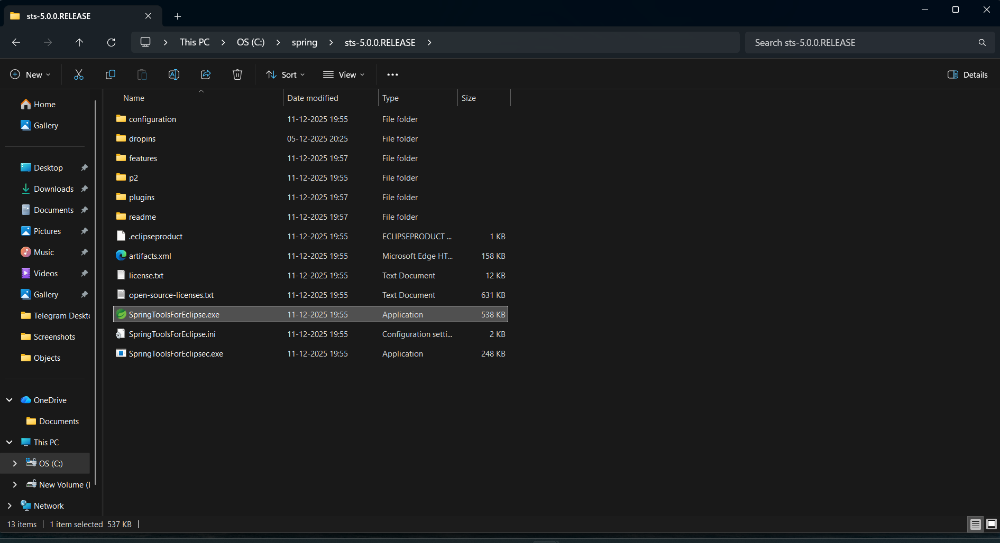 sts-5.0.0.RELEASE
This PC > OS (C:) > spring > sts-5.0.0.RELEASE >
Search sts-5.0.0.RELEASE
New
Sort
View
Details
Home
Gallery
Desktop
Downloads
Documents
Pictures
Music
Videos
Gallery
Telegram Deskt
Screenshots
Objects
OneDrive
Documents
This PC
OS (C:)
New Volume (
Network
Name Date modified Type Size
configuration 11-12-2025 19:55 File folder
dropins 05-12-2025 20:25 File folder
features 11-12-2025 19:57 File folder
p2 11-12-2025 19:55 File folder
plugins 11-12-2025 19:57 File folder
readme 11-12-2025 19:57 File folder
.eclipseproduct 11-12-2025 19:55 ECLIPSEPRODUCT ... 1 KB
artifacts.xml 11-12-2025 19:55 Microsoft Edge HT... 158 KB
license.txt 11-12-2025 19:55 Text Document 12 KB
open-source-licenses.txt 11-12-2025 19:55 Text Document 631 KB
SpringToolsForEclipse.exe 11-12-2025 19:55 Application 538 KB
SpringToolsForEclipse.ini 11-12-2025 19:55 Configuration setti... 2 KB
SpringToolsForEclipsec.exe 11-12-2025 19:55 Application 248 KB
13 items | 1 item selected 537 KB |